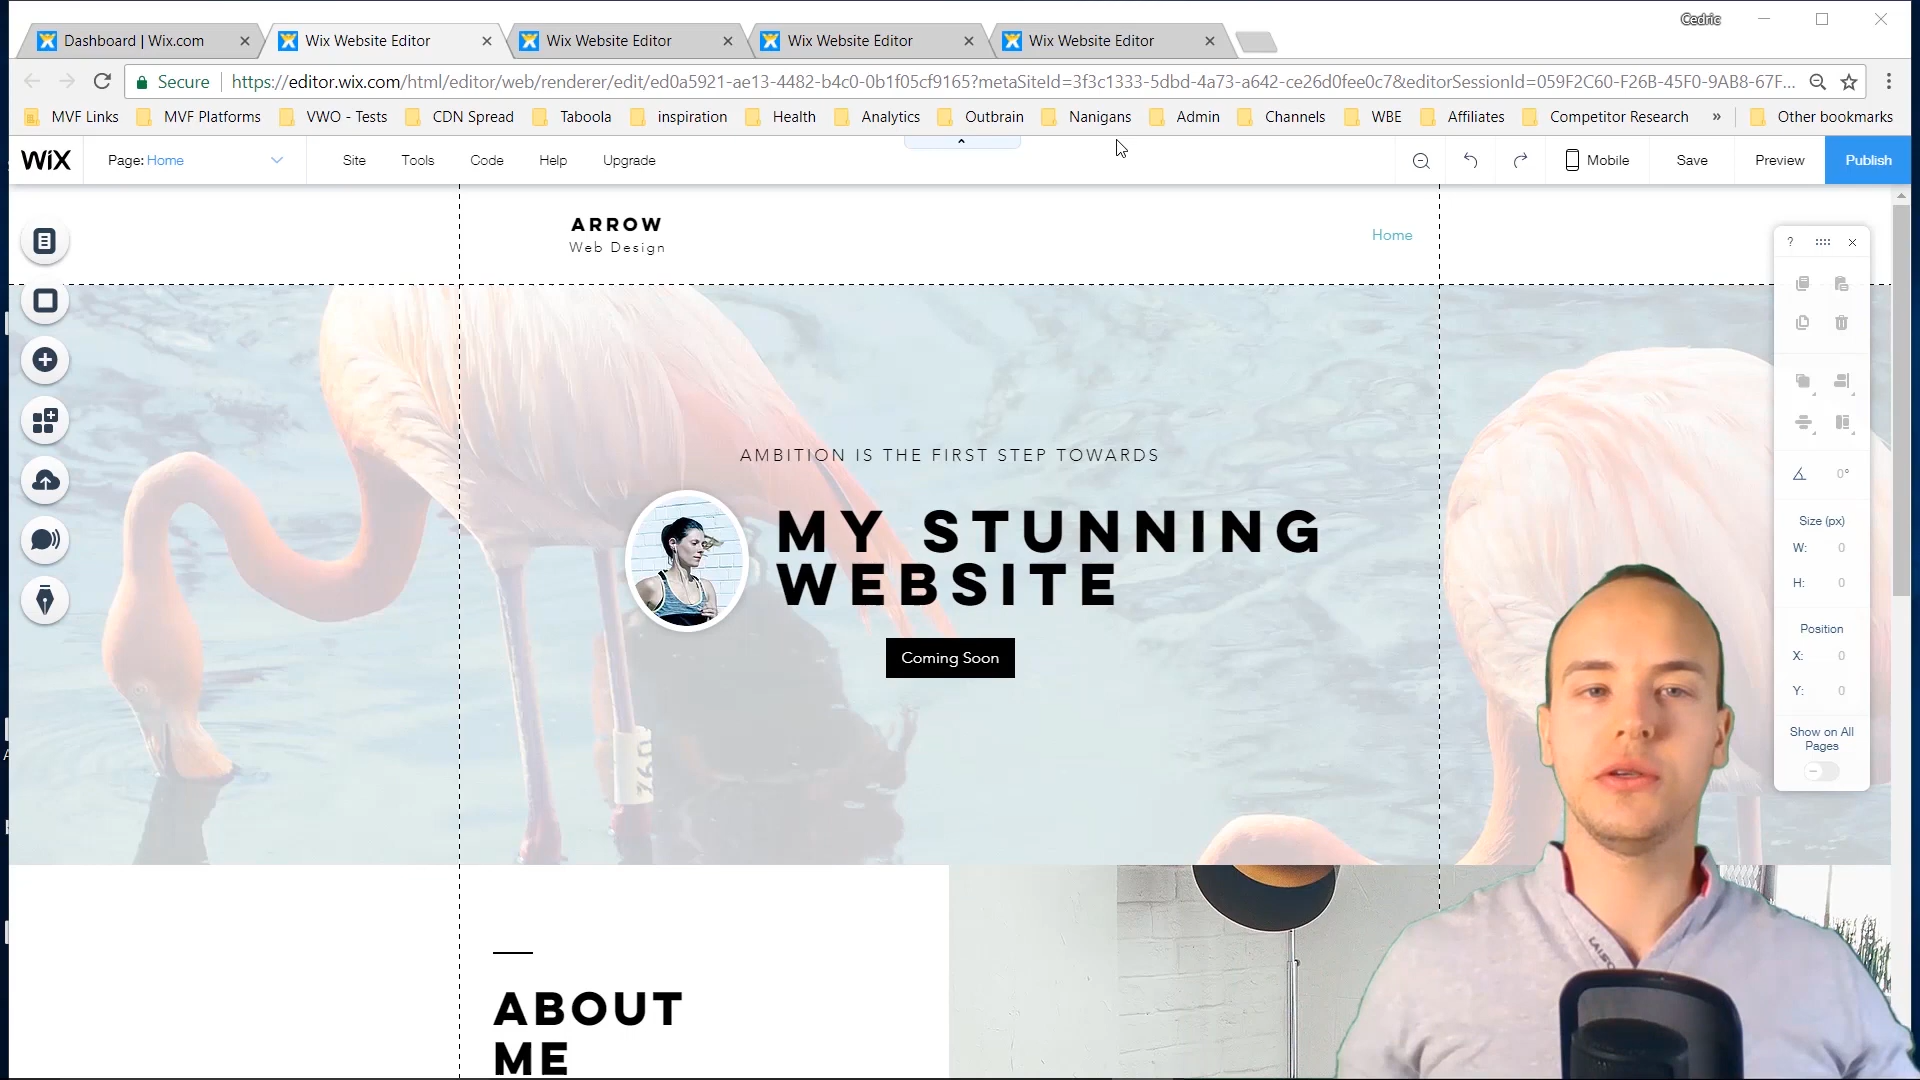 Cedric
Dashboard | Wix.com
Wix Website Editor
Wix Website Editor
Wix Website Editor
Wix Website Editor
Secure
https://editor.wix.com/html/editor/web/renderer/edit/ed0a5921-ae13-4482-b4c0-0b1f05cf9165?metaSiteId=3f3c1333-5dbd-4a73-a642-ce26d0fee0c7&editorSessionId=059F2C60-F26B-45F0-9AB8-67F...
MVF Links
MVF Platforms
VWO - Tests
CDN Spread
Taboola
inspiration
Health
Analytics
Outbrain
Nanigans
Admin
Channels
WBE
Affiliates
Competitor Research
»
Other bookmarks
WiX
Page: Home
Site
Tools
Code
Help
Upgrade
Mobile
Save
Preview
Publish
ARROW
Web Design
Home
?
0°
Size (px)
W: 0
H: 0
Position
X: 0
Y: 0
Show on All
Pages
AMBITION IS THE FIRST STEP TOWARDS
MY STUNNING
WEBSITE
Coming Soon
ABOUT
ME